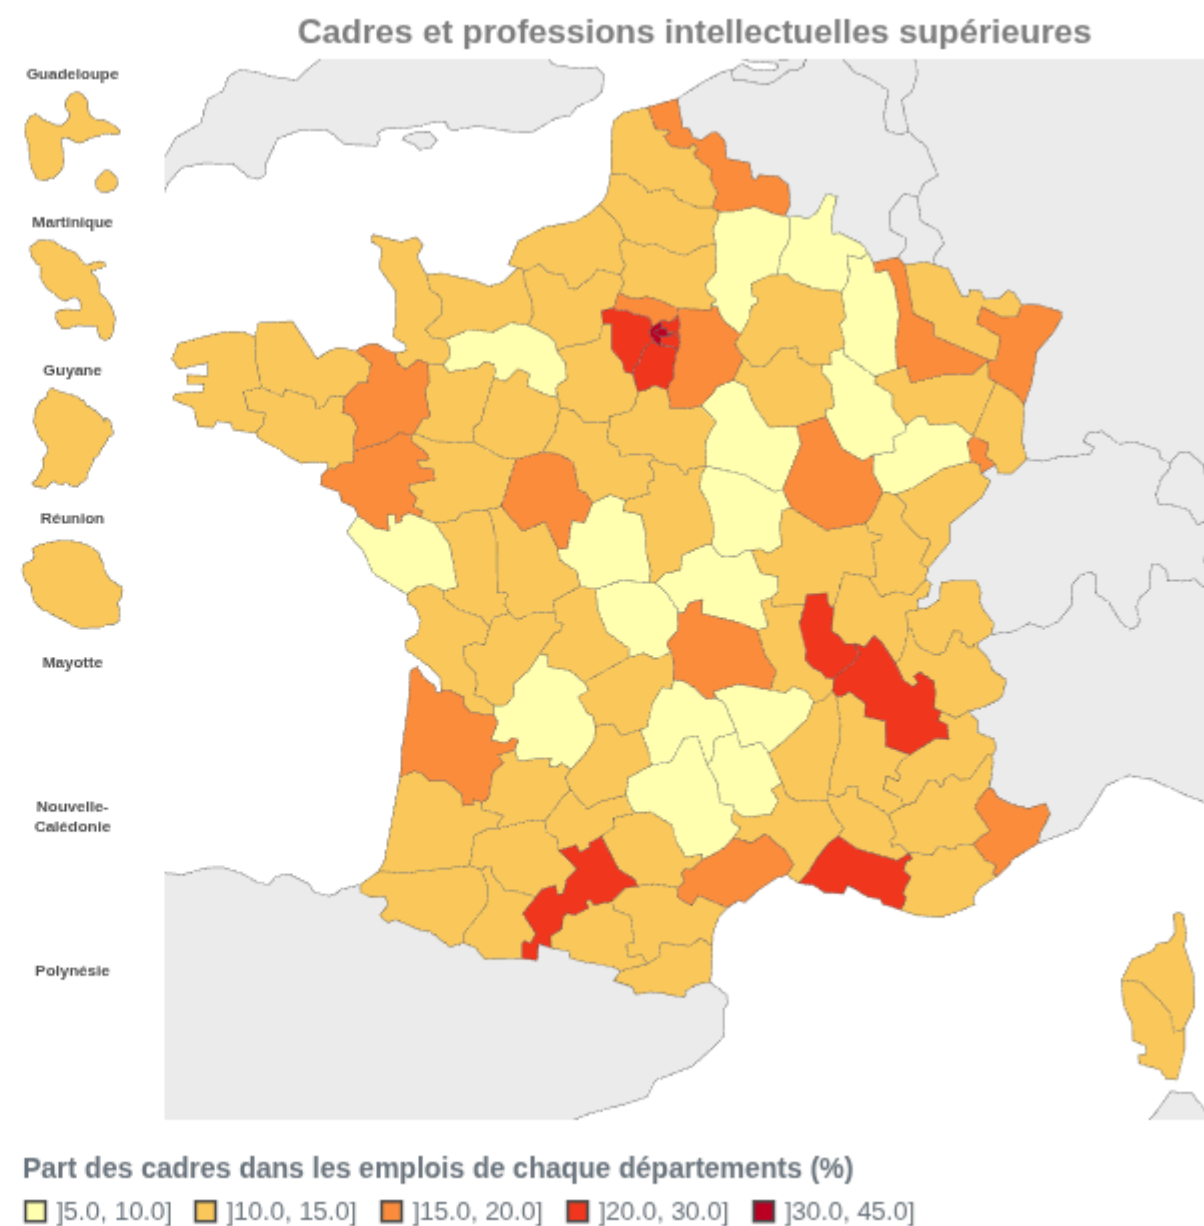 Cadres et professions intellectuelles supérieures
Guadeloupe
Martinique
Guyane
Réunion
Mayotte
Nouvelle-
Calédonie
Polynésie
Part des cadres dans les emplois de chaque départements (%)
]5.0, 10.0] ]10.0, 15.0] ]15.0, 20.0] ]20.0, 30.0] ]30.0, 45.0]